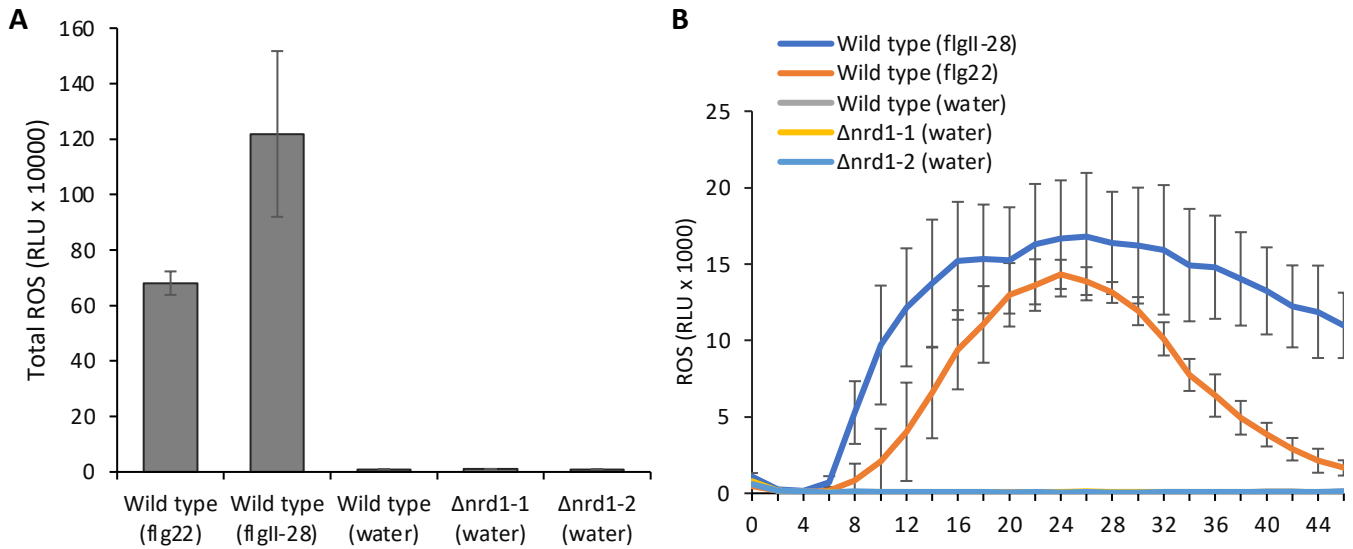 A
Total ROS (RLU x 10000)
160
140
120
100
80
60
40
20
0
Wild type (flg22)
Wild type (flgII-28)
Wild type (water)
Δnrd1-1 (water)
Δnrd1-2 (water)
B
Wild type (flgII-28)
Wild type (flg22)
Wild type (water)
Δnrd1-1 (water)
Δnrd1-2 (water)
ROS (RLU x 1000)
25
20
15
10
5
0
0 4 8 12 16 20 24 28 32 36 40 44